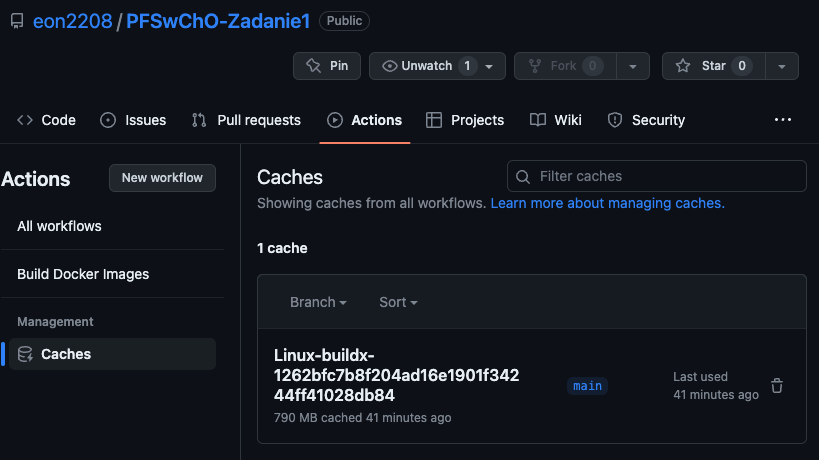 eon2208 / PFSwChO-Zadanie1 Public
Pin Unwatch 1 Fork 0 Star 0
Code Issues Pull requests Actions Projects Wiki Security ...
Actions New workflow
All workflows
Build Docker Images
Management
Caches
Caches Filter caches
Showing caches from all workflows. Learn more about managing caches.
1 cache
Branch Sort
Linux-buildx-
1262bfc7b8f204ad16e1901f342
44ff41028db84
790 MB cached 41 minutes ago
main
Last used
41 minutes ago